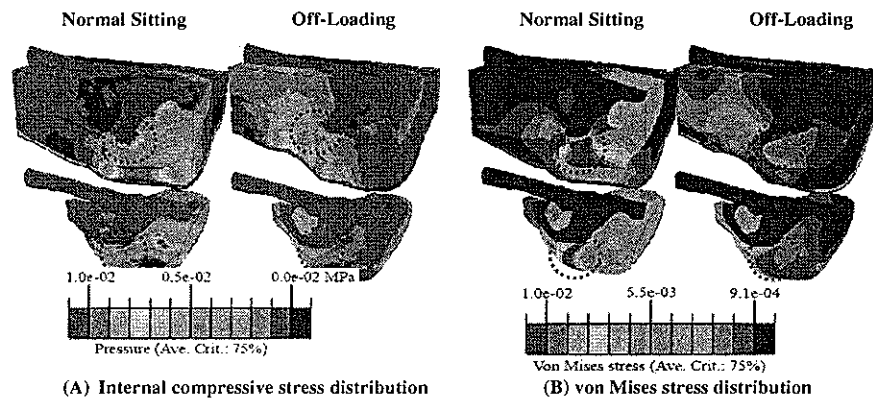 Normal Sitting Off-Loading Normal Sitting Off-Loading
1.0e-02 0.5e-02 0.0e-02 MPa
Pressure (Ave. Crit.: 75%)
1.0e-02 5.5e-03 9.1e-04
Von Mises stress (Ave. Crit.: 75%)
(A) Internal compressive stress distribution (B) von Mises stress distribution